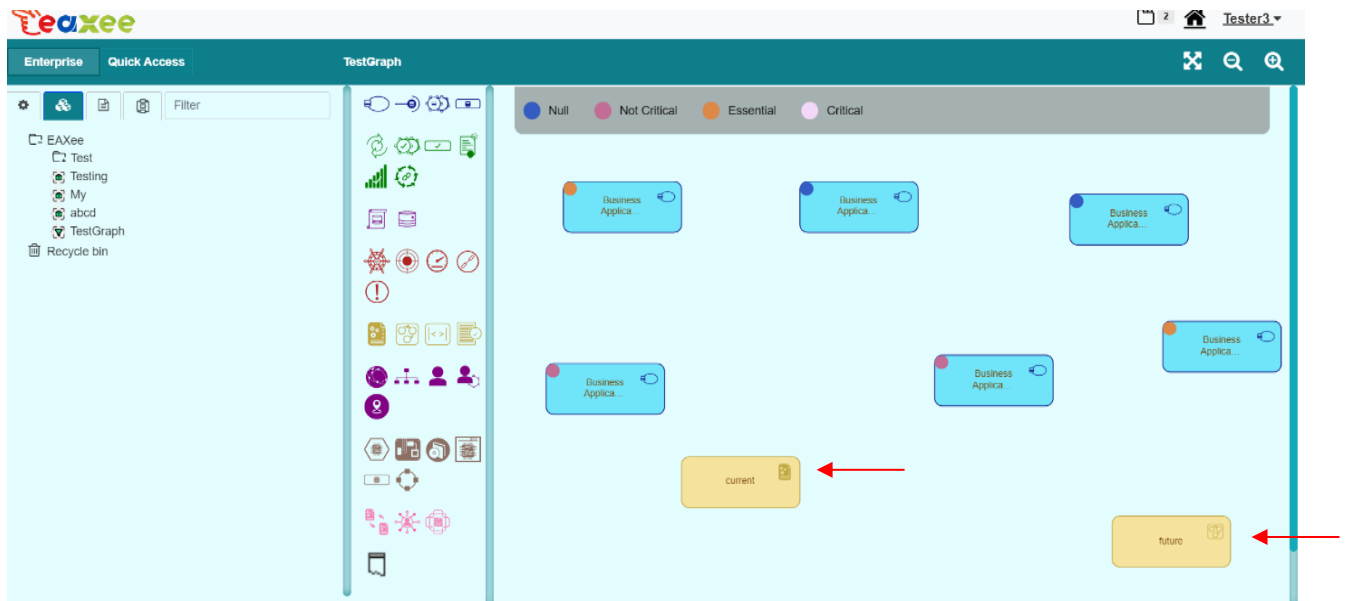 eaxee
2
Tester3
Enterprise
Quick Access
TestGraph
Filter
Null
Not Critical
Essential
Critical
EAXee
Test
Testing
My
abcd
TestGraph
Recycle bin
Business
Applica...
Business
Applica...
Business
Applica...
Business
Applica...
Business
Applica...
Business
Applica...
current
future